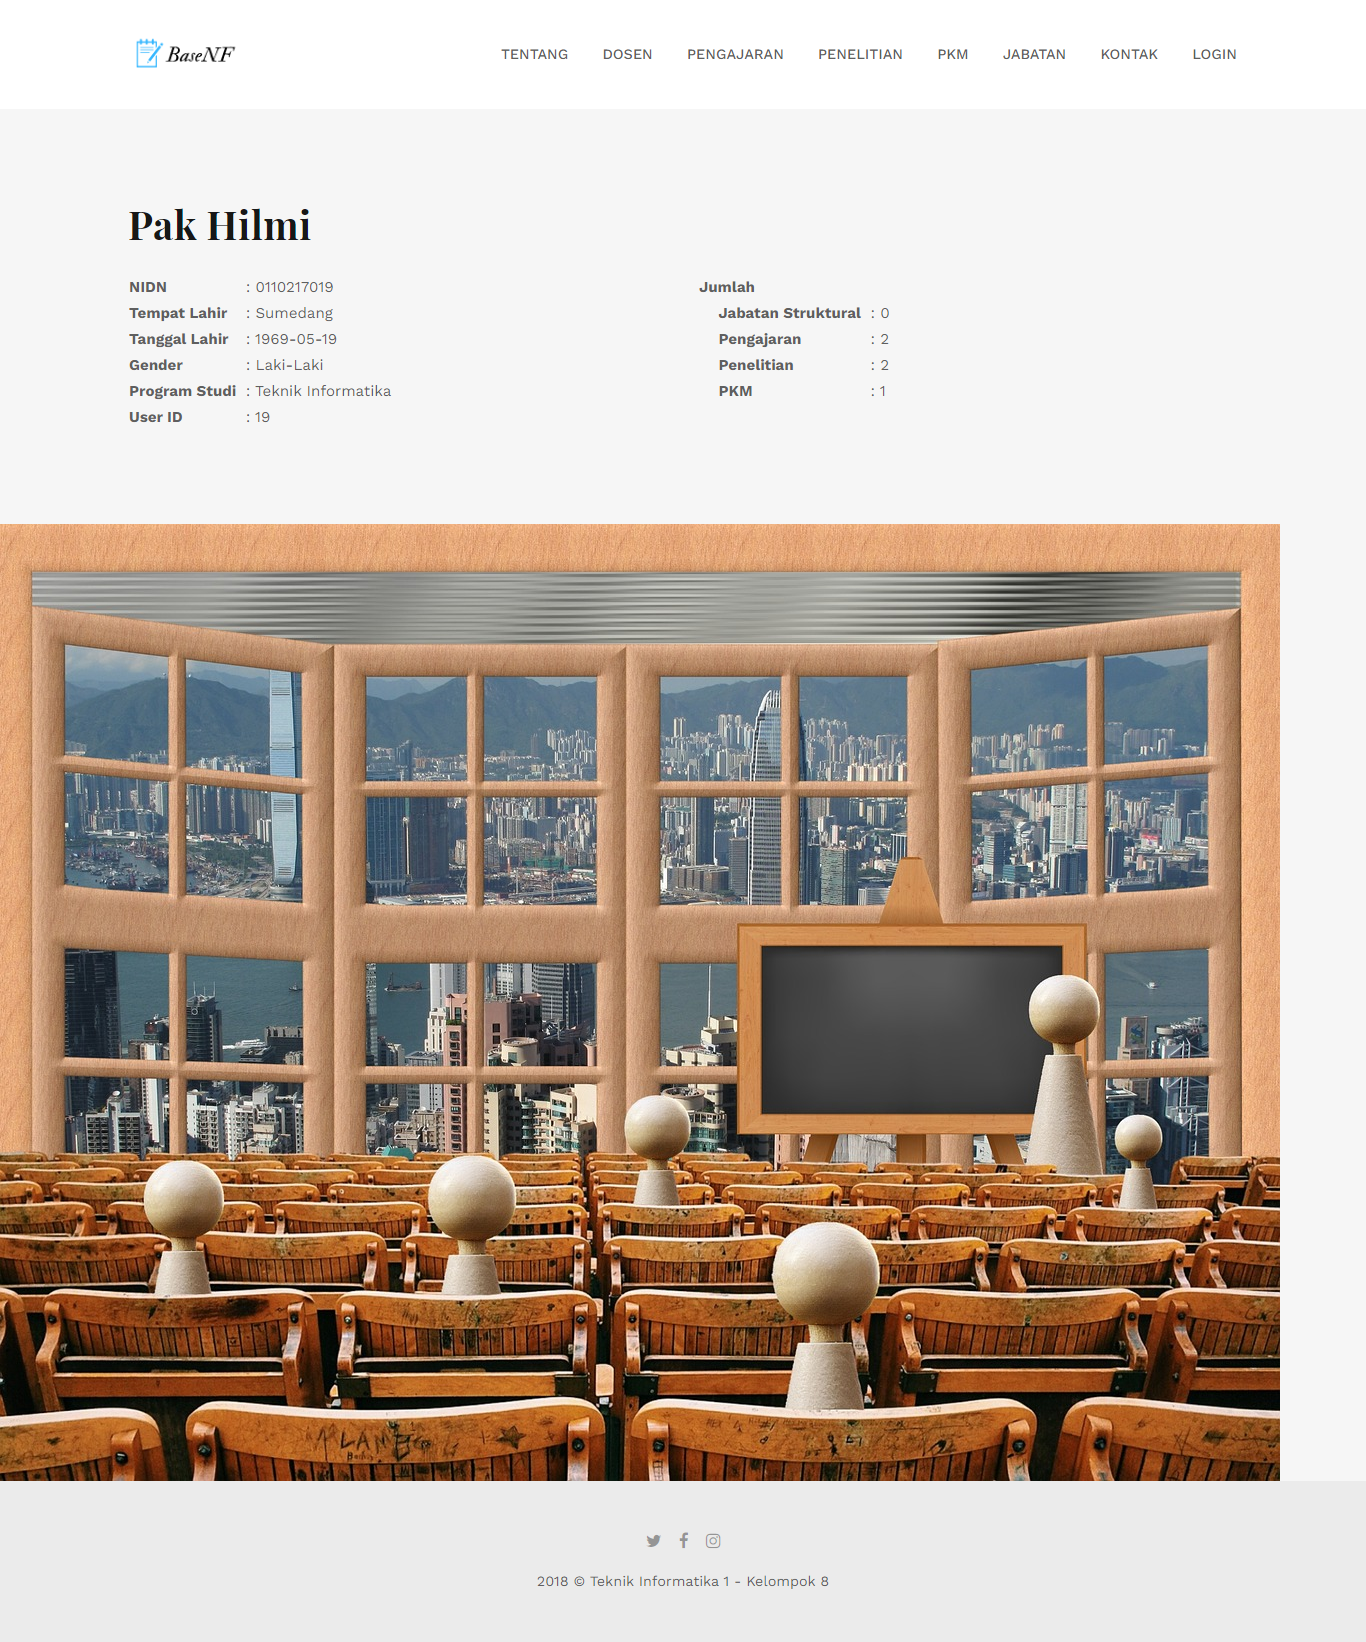 BaseNF
TENTANG DOSEN PENGAJARAN PENELITIAN PKM JABATAN KONTAK LOGIN
Pak Hilmi
NIDN : 0110217019
Tempat Lahir : Sumedang
Tanggal Lahir : 1969-05-19
Gender : Laki-Laki
Program Studi : Teknik Informatika
User ID : 19
Jumlah
Jabatan Struktural : 0
Pengajaran : 2
Penelitian : 2
PKM : 1
2018 © Teknik Informatika 1 - Kelompok 8